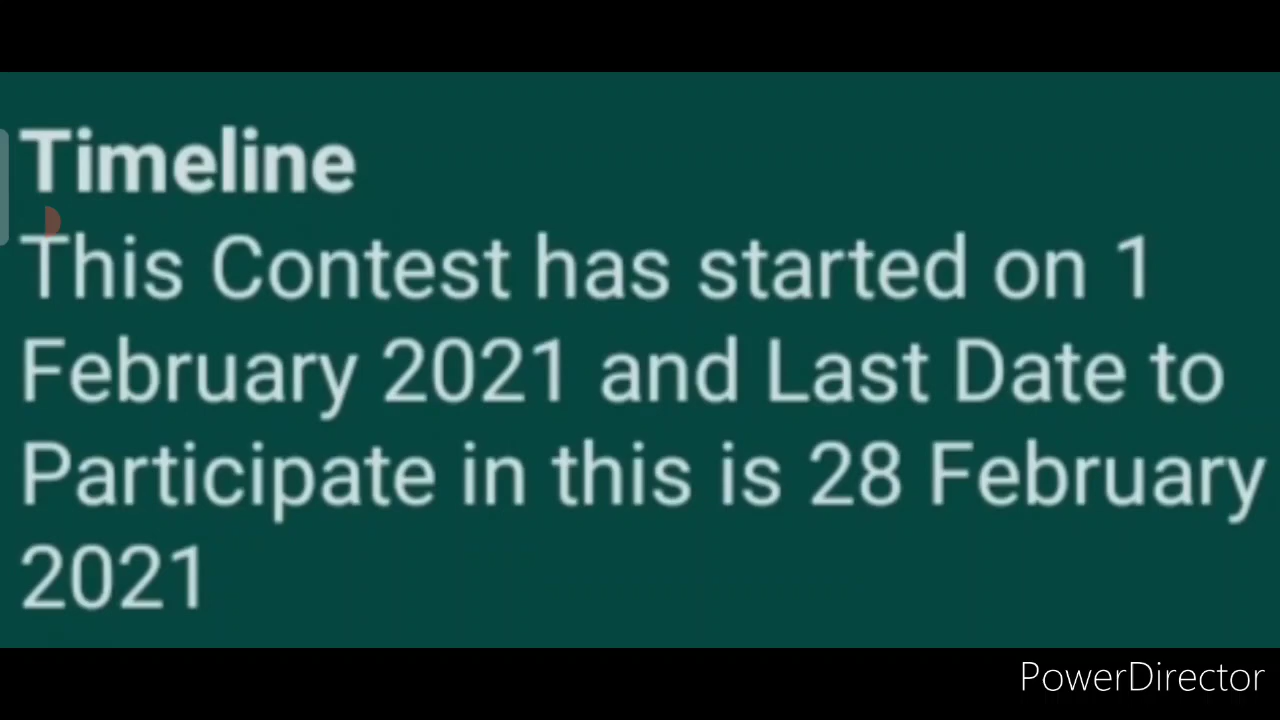 Timeline
This Contest has started on 1
February 2021 and Last Date to
Participate in this is 28 February
2021
PowerDirector